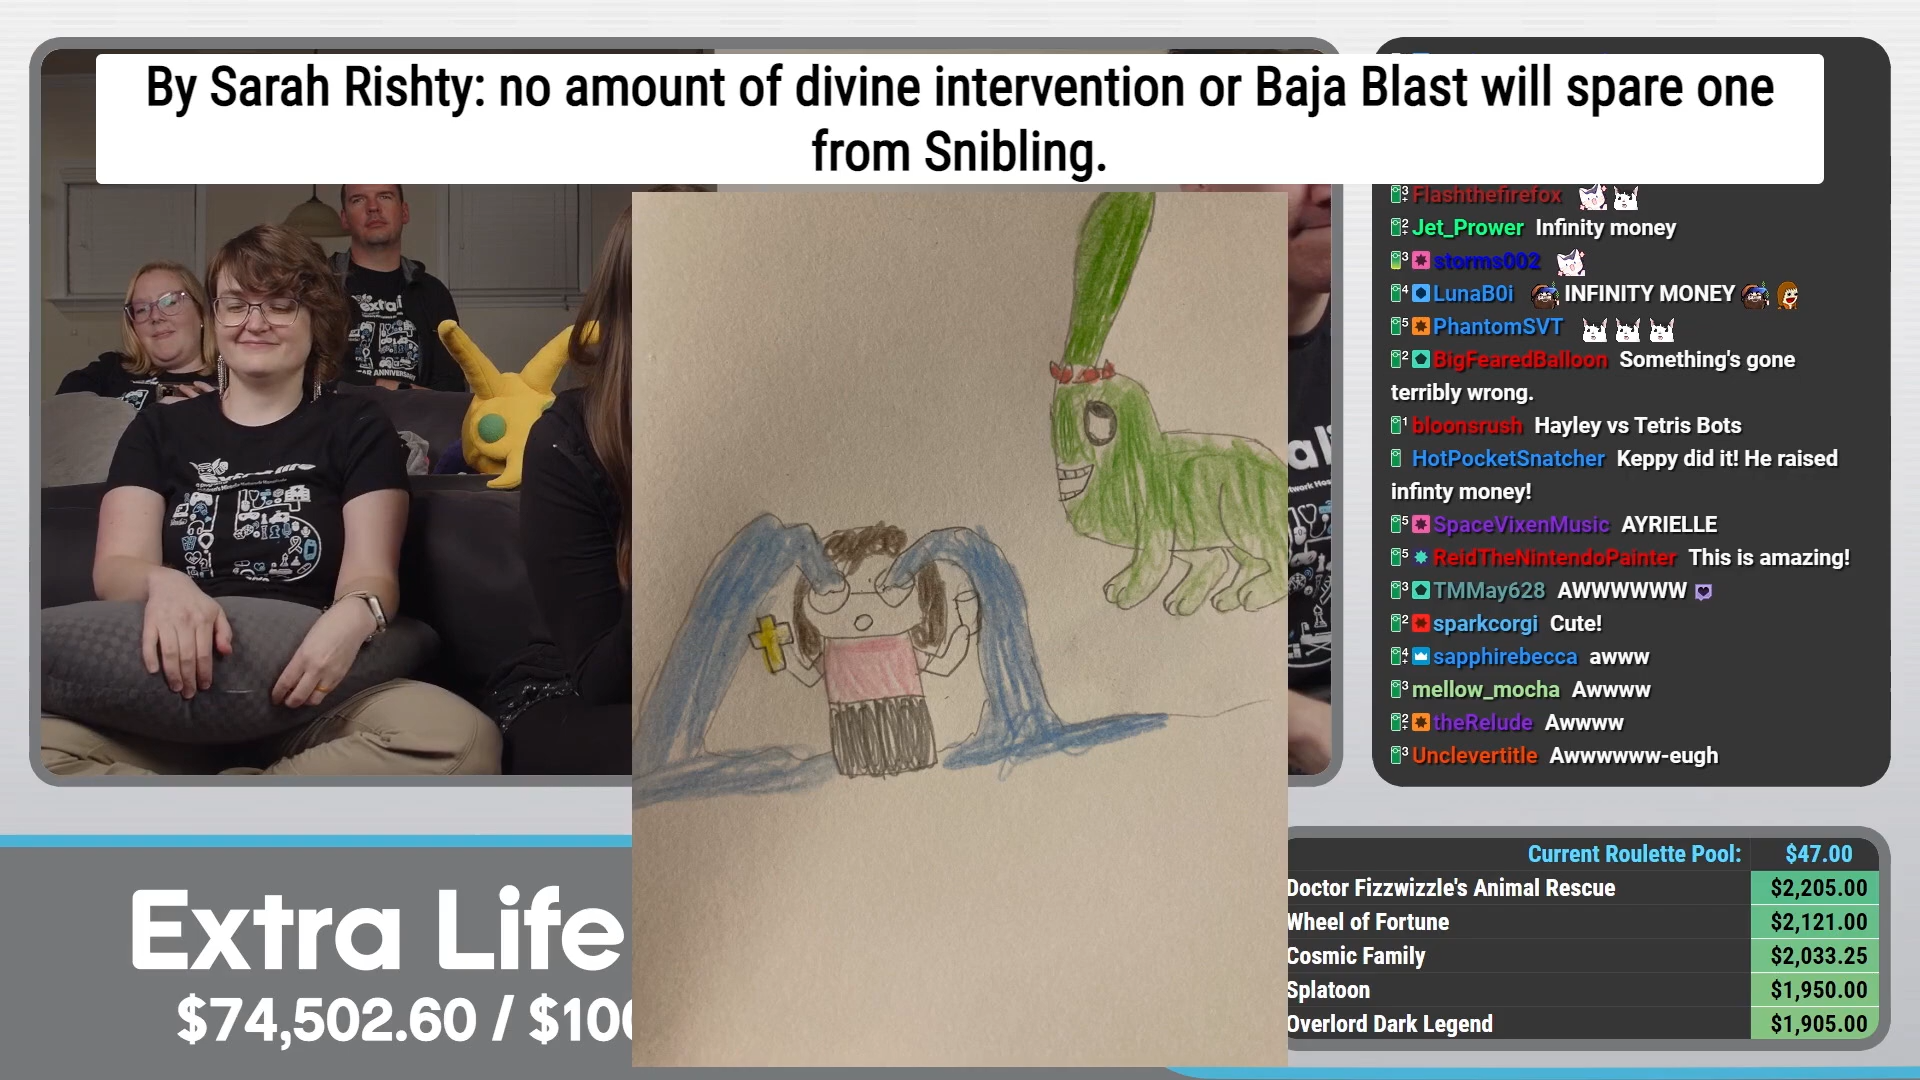 By Sarah Rishty: no amount of divine intervention or Baja Blast will spare one
from Snibling.
Flashthefirefox
Jet_Prower Infinity money
storms002
LunaB0i INFINITY MONEY
PhantomSVT
BigFearedBalloon Something's gone
terribly wrong.
bloonsrush Hayley vs Tetris Bots
HotPocketSnatcher Keppy did it! He raised
infinty money!
SpaceVixenMusic AYRIELLE
ReidTheNintendoPainter This is amazing!
TMMay628 AWWWWWW
sparkcorgi Cute!
sapphirebecca awww
mellow_mocha Awwww
theRelude Awwww
Unclevertitle Awwwwww-eugh
Extra Life
$74,502.60 / $100
Current Roulette Pool: $47.00
Doctor Fizzwizzle's Animal Rescue $2,205.00
Wheel of Fortune $2,121.00
Cosmic Family $2,033.25
Splatoon $1,950.00
Overlord Dark Legend $1,905.00